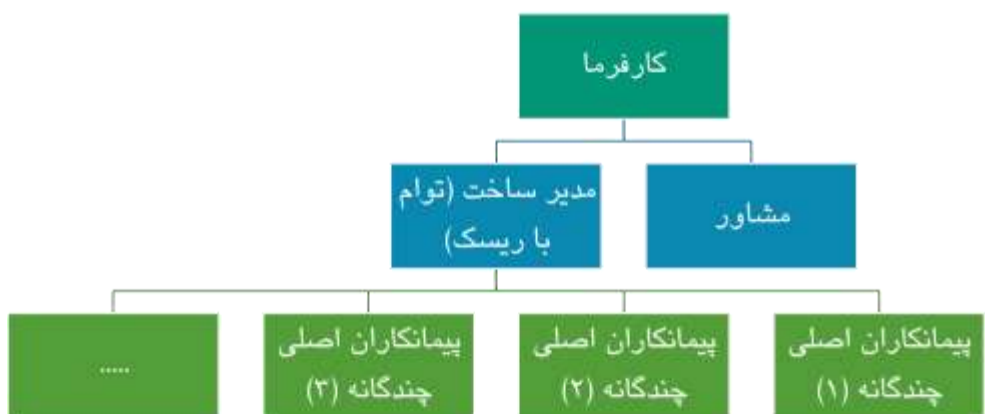 کارفرما
مشاور
مدیر ساخت (توام
با ریسک)
پیمانکاران اصلی
چندگانه (۱)
پیمانکاران اصلی
چندگانه (۲)
پیمانکاران اصلی
چندگانه (۳)
.....